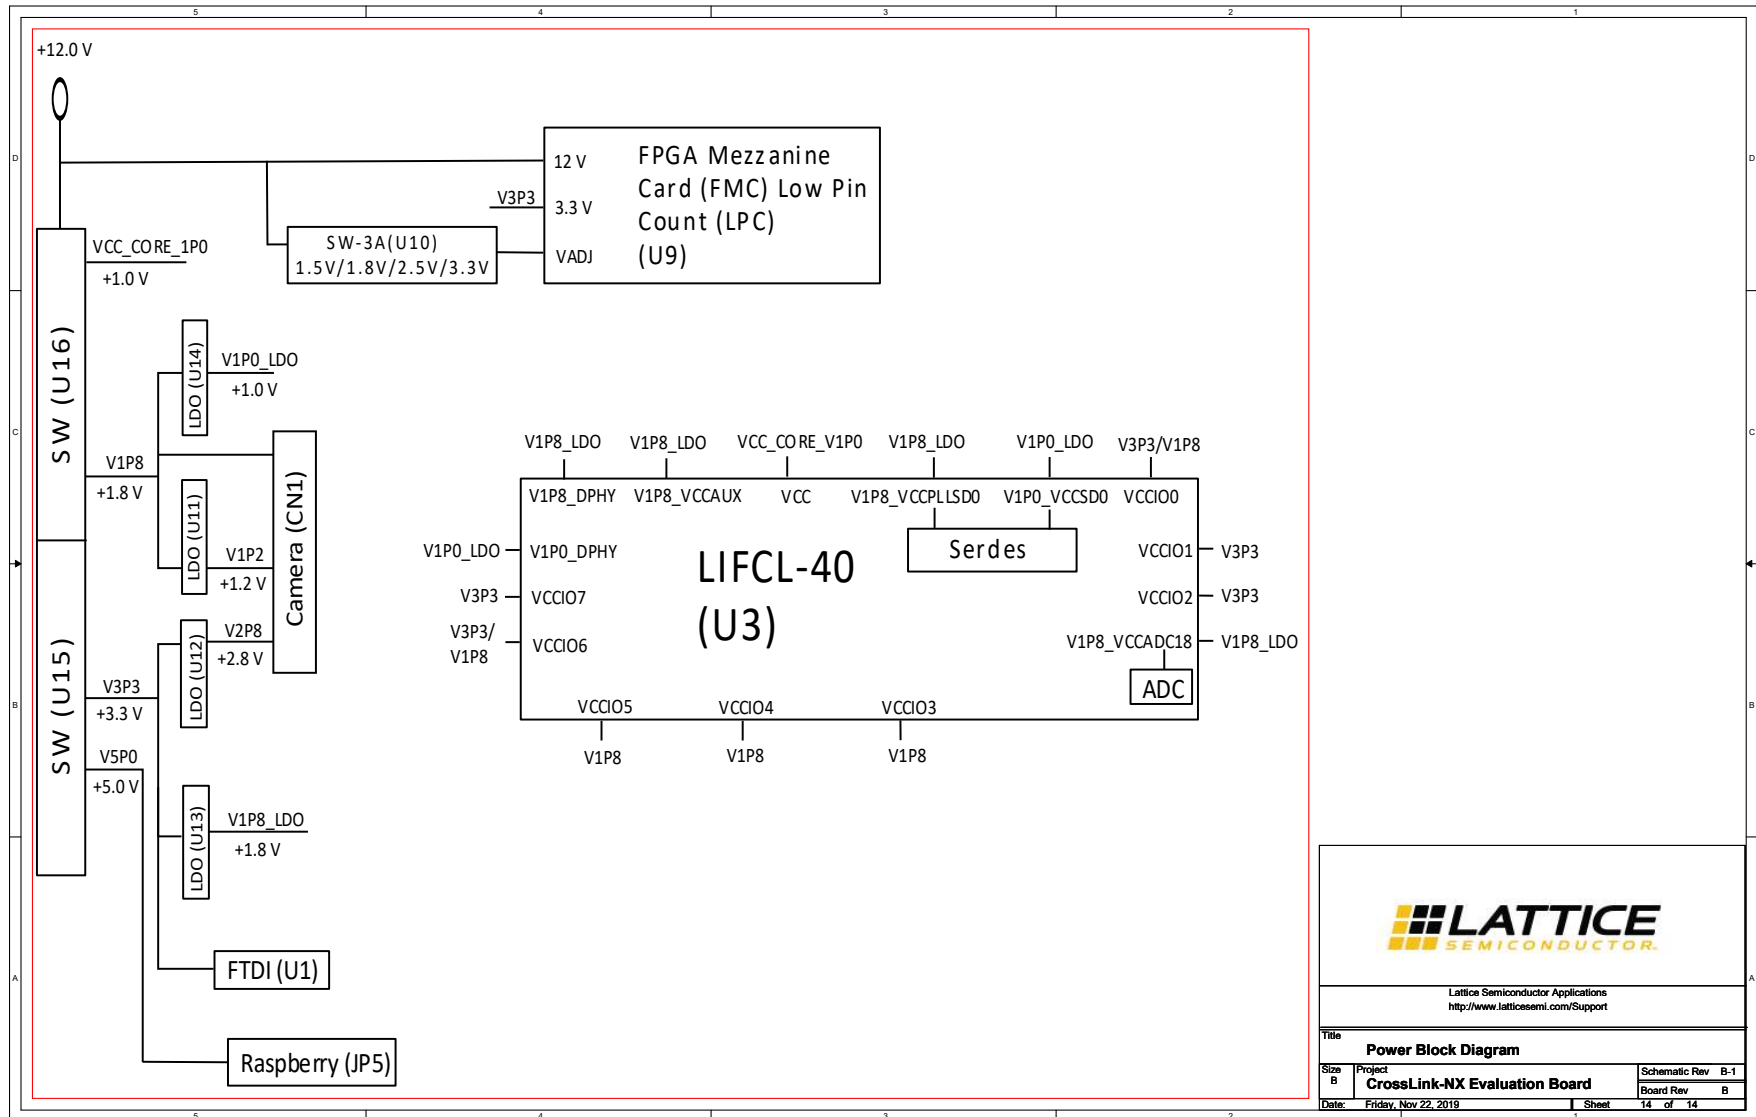 5 4 3 2 1
+12.0 V
D D
12 V
FPGA Mezzanine
Card (FMC) Low Pin
Count (LPC)
(U9)
V3P3
3.3 V
VADJ
SW-3A(U10)
1.5V/1.8V/2.5V/3.3V
VCC_CORE_1P0
+1.0 V
SW (U16)
LDO (U14)
V1P0_LDO
+1.0 V
C C
V1P8
+1.8 V
LDO (U11)
V1P2
+1.2 V
Camera (CN1)
SW (U15)
LDO (U12)
V2P8
+2.8 V
V3P3
+3.3 V
V5P0
+5.0 V
LDO (U13)
V1P8_LDO
+1.8 V
FTDI (U1)
Raspberry (JP5)
V1P8_LDO V1P8_LDO VCC_CORE_V1P0 V1P8_LDO V1P0_LDO V3P3/V1P8
V1P8_DPHY V1P8_VCCAUX VCC V1P8_VCCPLLSD0 V1P0_VCCSD0 VCCIO0
Serdes
V1P0_LDO V1P0_DPHY
VCCIO1 V3P3
LIFCL-40
(U3)
V3P3 VCCIO7
VCCIO2 V3P3
V3P3/
V1P8
VCCIO6
V1P8_VCCADC18 V1P8_LDO
ADC
B B
VCCIO5 VCCIO4 VCCIO3
V1P8 V1P8 V1P8
A A
LATTICE
SEMICONDUCTOR.
Lattice Semiconductor Applications
http://www.latticesemi.com/Support
Title
Power Block Diagram
Size
B
Project
CrossLink-NX Evaluation Board
Schematic Rev B-1
Board Rev B
Date: Friday, Nov 22, 2019 Sheet 14 of 14
5 4 3 2 1